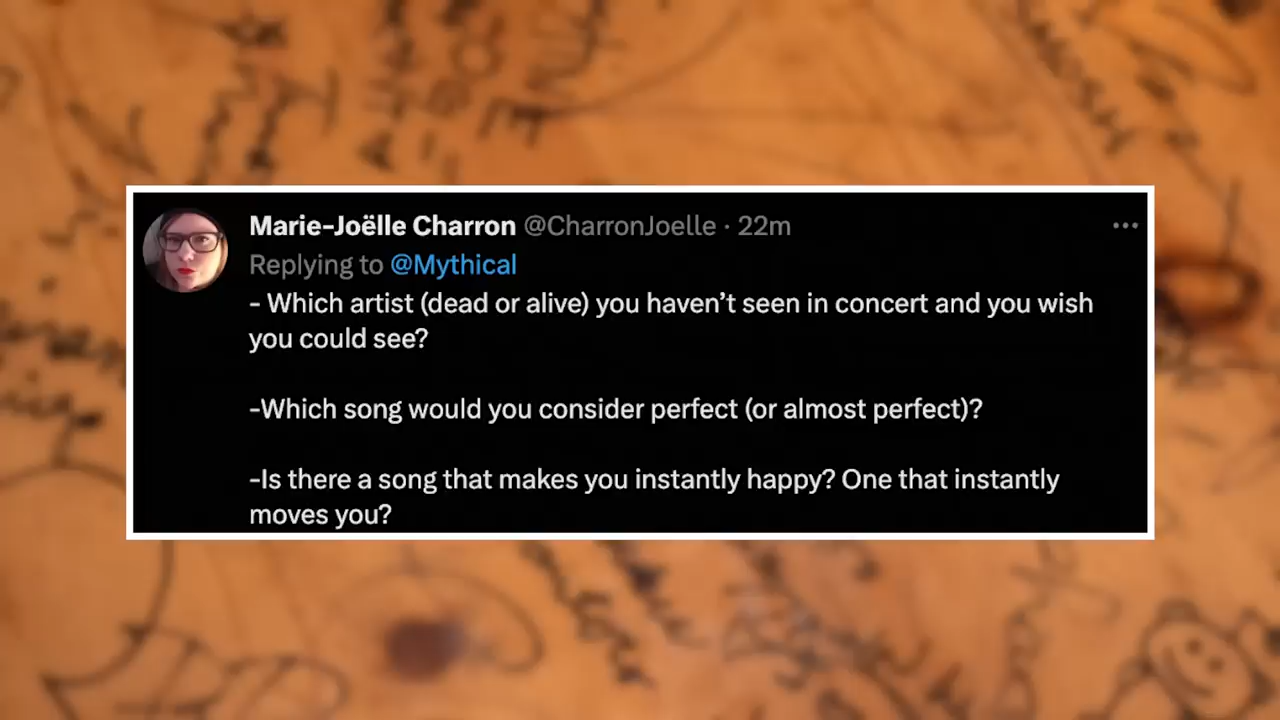 Marie-Joëlle Charron @CharronJoelle · 22m
Replying to @Mythical
- Which artist (dead or alive) you haven’t seen in concert and you wish
you could see?
-Which song would you consider perfect (or almost perfect)?
-Is there a song that makes you instantly happy? One that instantly
moves you?